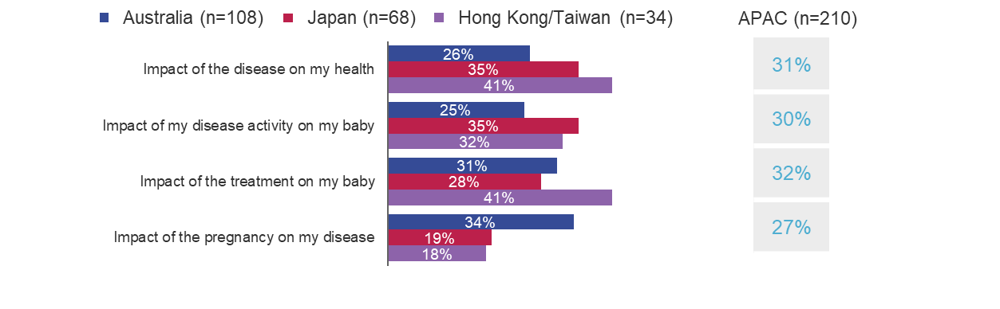 Australia (n=108) Japan (n=68) Hong Kong/Taiwan (n=34) APAC (n=210)
Impact of the disease on my health 26% 35% 41% 31%
Impact of my disease activity on my baby 25% 35% 32% 30%
Impact of the treatment on my baby 31% 28% 41% 32%
Impact of the pregnancy on my disease 34% 19% 18% 27%